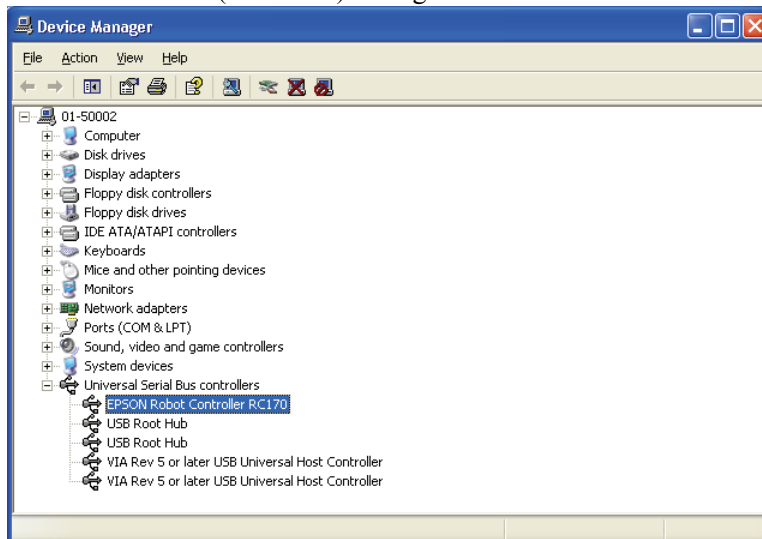 Device Manager
File Action View Help
01-50002
Computer
Disk drives
Display adapters
Floppy disk controllers
Floppy disk drives
IDE ATA/ATAPI controllers
Keyboards
Mice and other pointing devices
Monitors
Network adapters
Ports (COM & LPT)
Sound, video and game controllers
System devices
Universal Serial Bus controllers
EPSON Robot Controller RC170
USB Root Hub
USB Root Hub
VIA Rev 5 or later USB Universal Host Controller
VIA Rev 5 or later USB Universal Host Controller